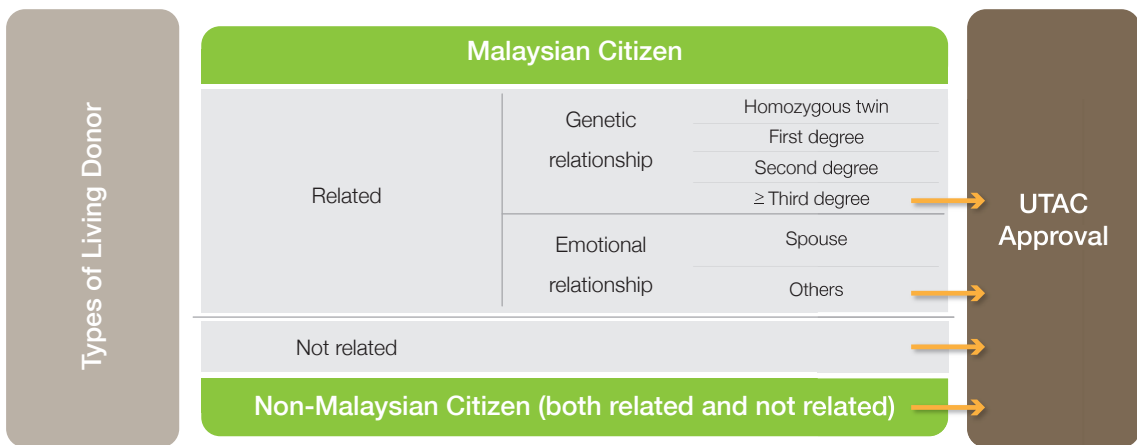 Types of Living Donor
Malaysian Citizen
Related
Genetic
relationship
Homozygous twin
First degree
Second degree
≥ Third degree
Emotional
relationship
Spouse
Others
Not related
Non-Malaysian Citizen (both related and not related)
UTAC
Approval